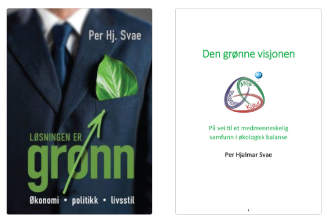 Per Hj. Svae
LØSNINGEN ER
grønn
Økonomi • politikk • livsstil
Den grønne visjonen
På vei til et medmenneskelig
samfunn i økologisk balanse
Per Hjalmar Svae